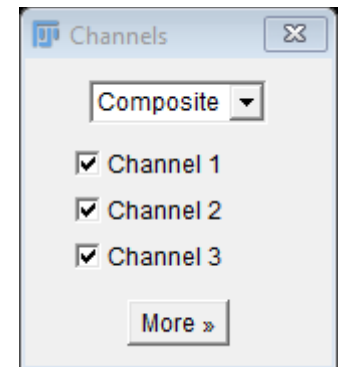 Channels
Composite
Channel 1
Channel 2
Channel 3
More »